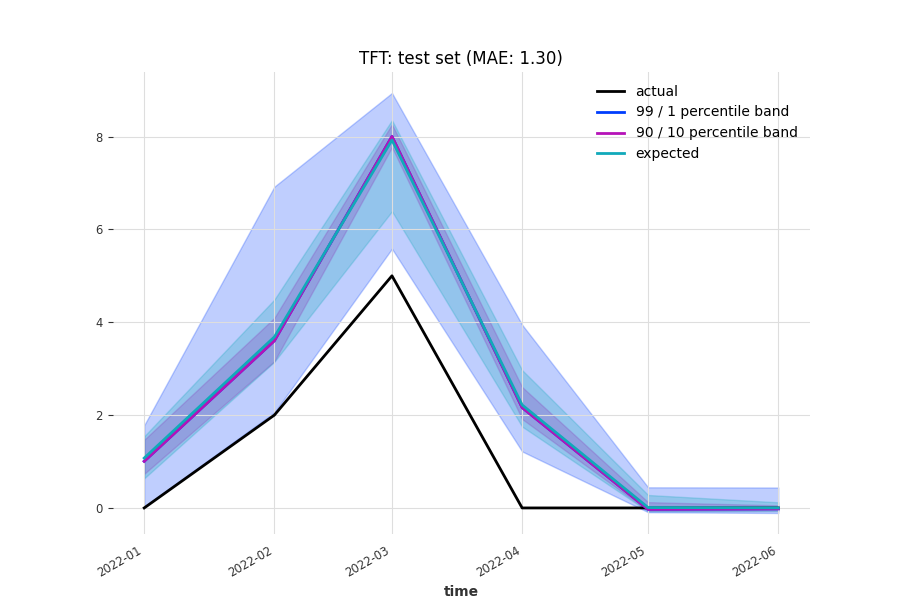 TFT: test set (MAE: 1.30)
actual
99 / 1 percentile band
90 / 10 percentile band
expected
8
6
4
2
0
2022-01
2022-02
2022-03
2022-04
2022-05
2022-06
time